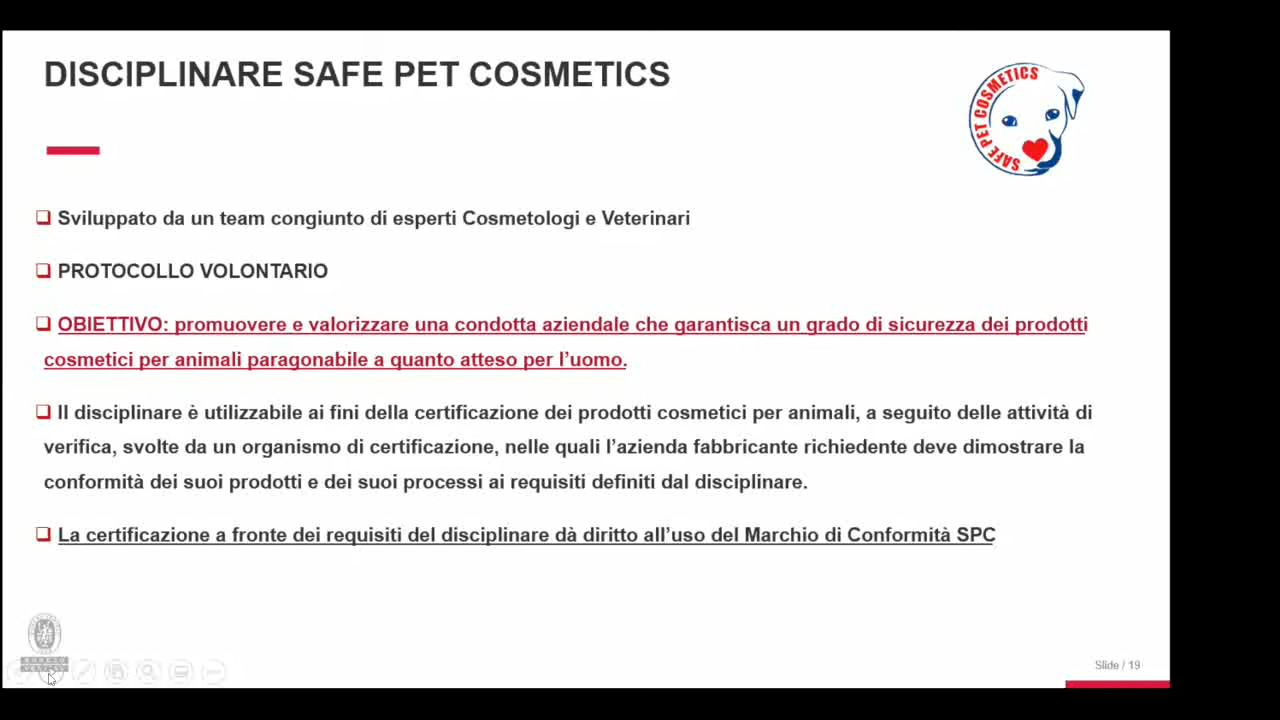 DISCIPLINARE SAFE PET COSMETICS
SAFE PET COSMETICS
❑ Sviluppato da un team congiunto di esperti Cosmetologi e Veterinari
❑ PROTOCOLLO VOLONTARIO
❑ OBIETTIVO: promuovere e valorizzare una condotta aziendale che garantisca un grado di sicurezza dei prodotti
cosmetici per animali paragonabile a quanto atteso per l’uomo.
❑ Il disciplinare è utilizzabile ai fini della certificazione dei prodotti cosmetici per animali, a seguito delle attività di
verifica, svolte da un organismo di certificazione, nelle quali l’azienda fabbricante richiedente deve dimostrare la
conformità dei suoi prodotti e dei suoi processi ai requisiti definiti dal disciplinare.
❑ La certificazione a fronte dei requisiti del disciplinare dà diritto all’uso del Marchio di Conformità SPC
BUREAU
VERITAS
Slide / 19